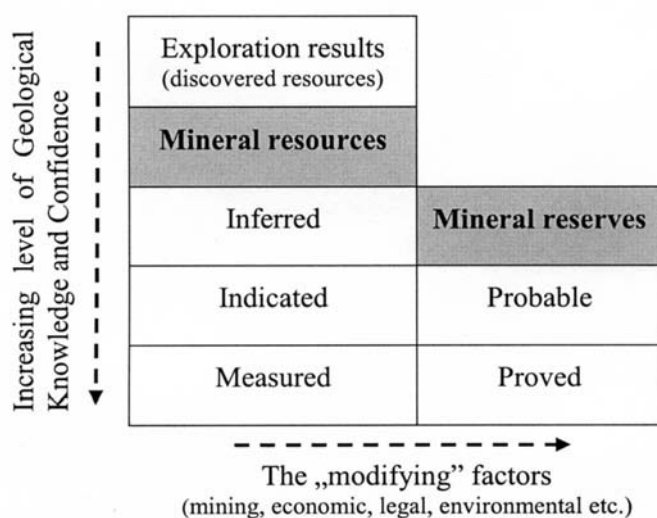 Increasing level of Geological
Knowledge and Confidence
Exploration results
(discovered resources)
Mineral resources
Inferred
Mineral reserves
Indicated
Probable
Measured
Proved
The „modifying” factors
(mining, economic, legal, environmental etc.)